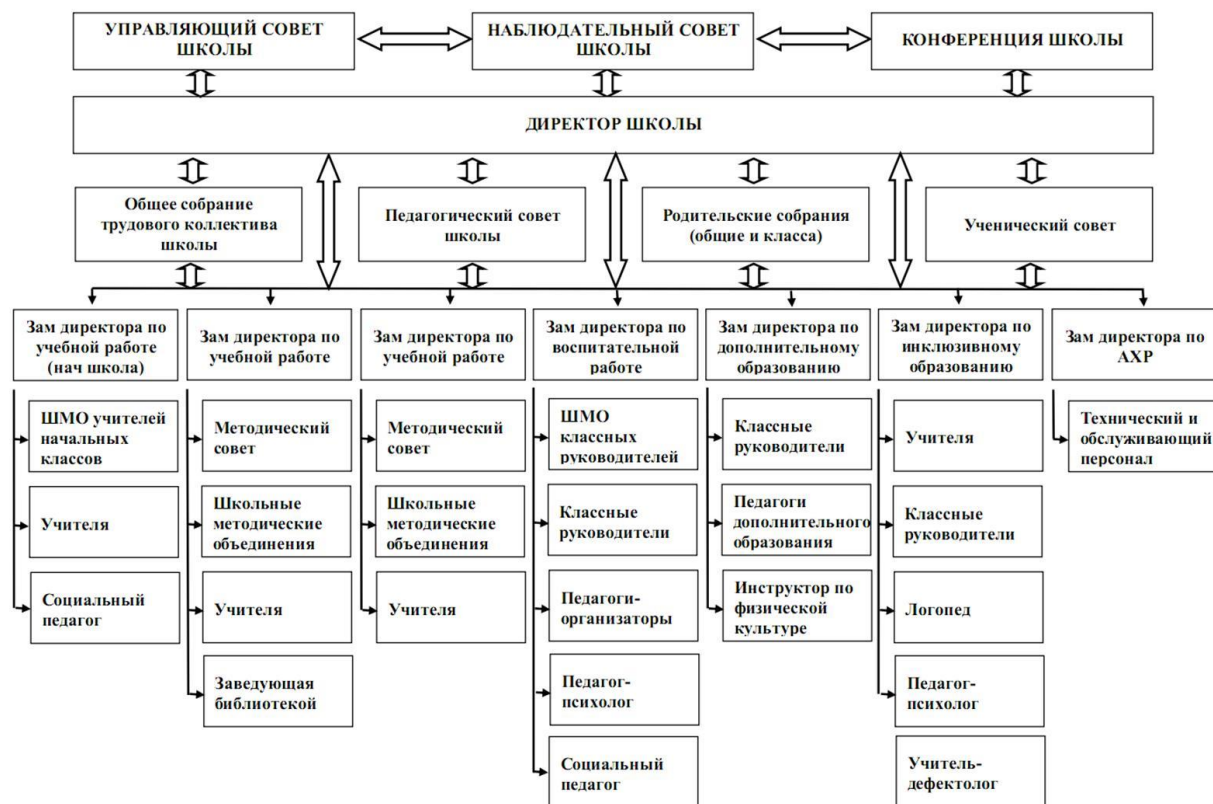 УПРАВЛЯЮЩИЙ СОВЕТ
ШКОЛЫ
НАБЛЮДАТЕЛЬНЫЙ СОВЕТ
ШКОЛЫ
КОНФЕРЕНЦИЯ ШКОЛЫ
ДИРЕКТОР ШКОЛЫ
Общее собрание
трудового коллектива
школы
Педагогический совет
школы
Родительские собрания
(общие и класса)
Ученический совет
Зам директора по
учебной работе
(нач школа)
Зам директора по
учебной работе
Зам директора по
учебной работе
Зам директора по
воспитательной
работе
Зам директора по
дополнительному
образованию
Зам директора по
инклюзивному
образованию
Зам директора по
АХР
ШМО учителей
начальных
классов
Учителя
Социальный
педагог
Методический
совет
Школьные
методические
объединения
Учителя
Заведующая
библиотекой
Методический
совет
Школьные
методические
объединения
Учителя
ШМО
классных
руководителей
Классные
руководители
Педагоги-
организаторы
Педагог-
психолог
Социальный
педагог
Классные
руководители
Педагоги
дополнительного
образования
Инструктор по
физической
культуре
Учителя
Классные
руководители
Логопед
Педагог-
психолог
Учитель-
дефектолог
Технический и
обслуживающий
персонал